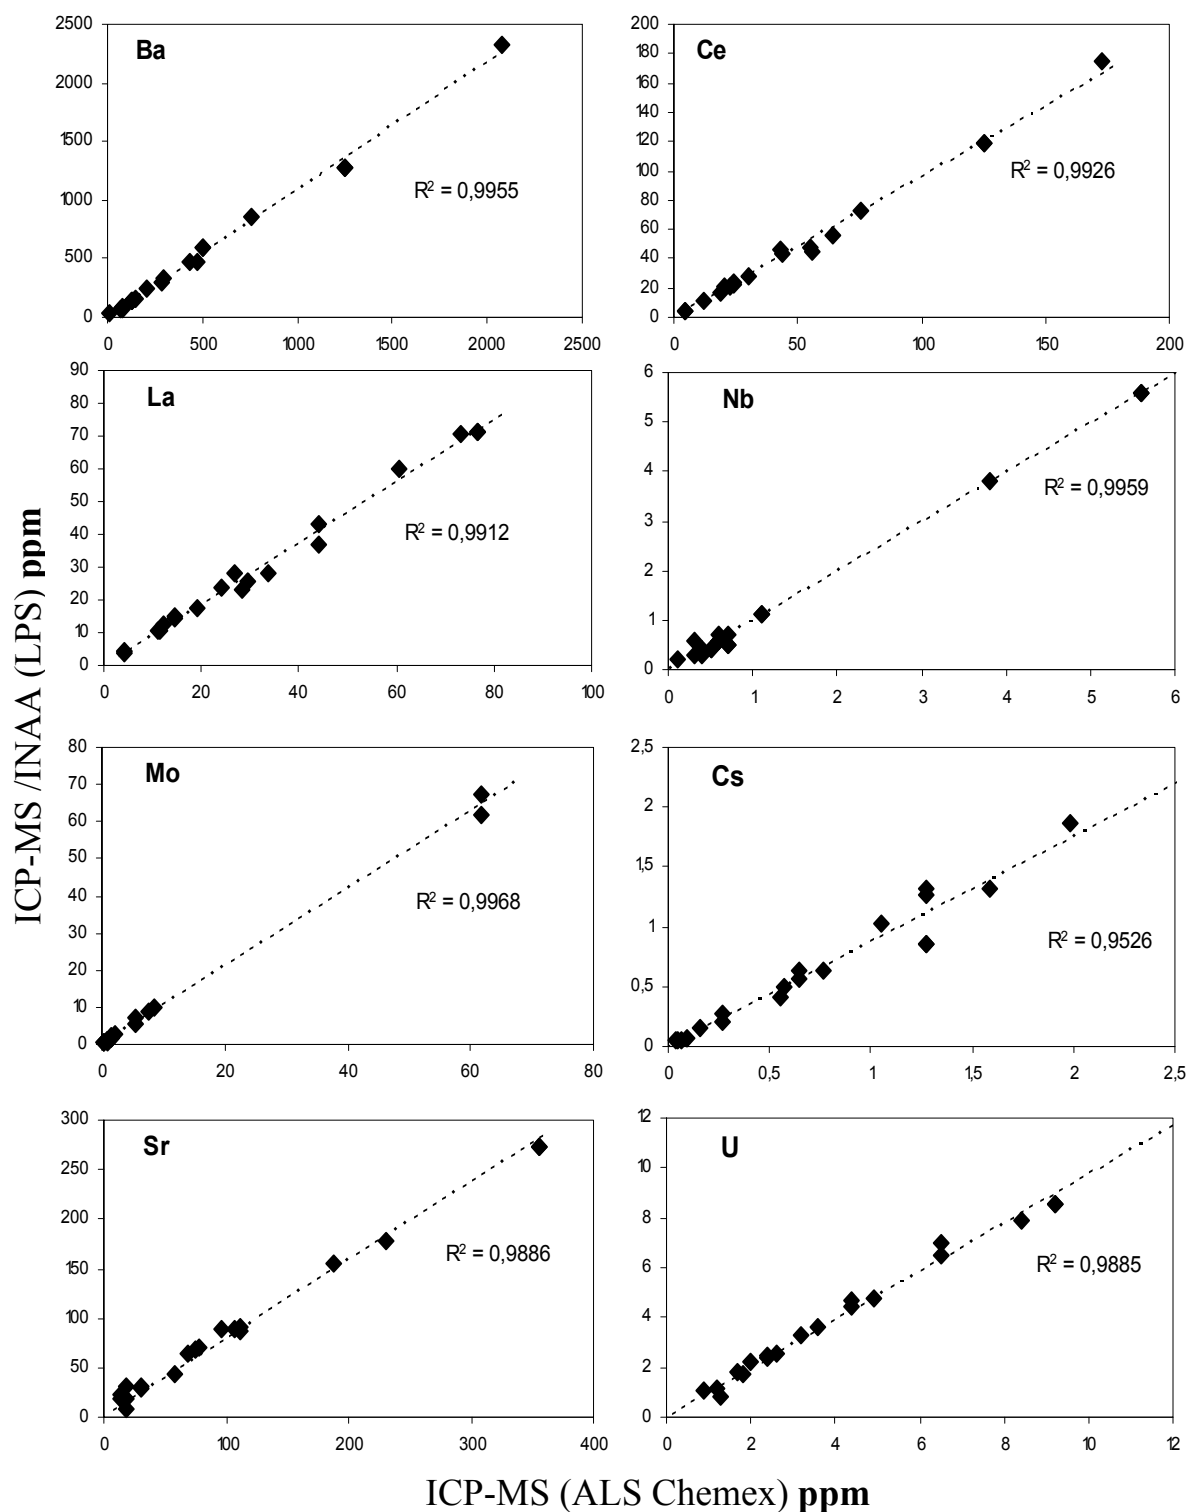 Ba
2500
2000
1500
1000
500
0
R² = 0,9955
0 500 1000 1500 2000 2500
Ce
200
180
160
140
120
100
80
60
40
20
0
R² = 0,9926
0 50 100 150 200
La
90
80
70
60
50
40
30
20
10
0
R² = 0,9912
0 20 40 60 80 100
Nb
6
5
4
3
2
1
0
R² = 0,9959
0 1 2 3 4 5 6
Mo
80
70
60
50
40
30
20
10
0
R² = 0,9968
0 20 40 60 80
Cs
2,5
2
1,5
1
0,5
0
R² = 0,9526
0 0,5 1 1,5 2 2,5
Sr
300
250
200
150
100
50
0
R² = 0,9886
0 100 200 300 400
U
12
10
8
6
4
2
0
R² = 0,9885
0 2 4 6 8 10 12
ICP-MS /INAA (LPS) ppm
ICP-MS (ALS Chemex) ppm